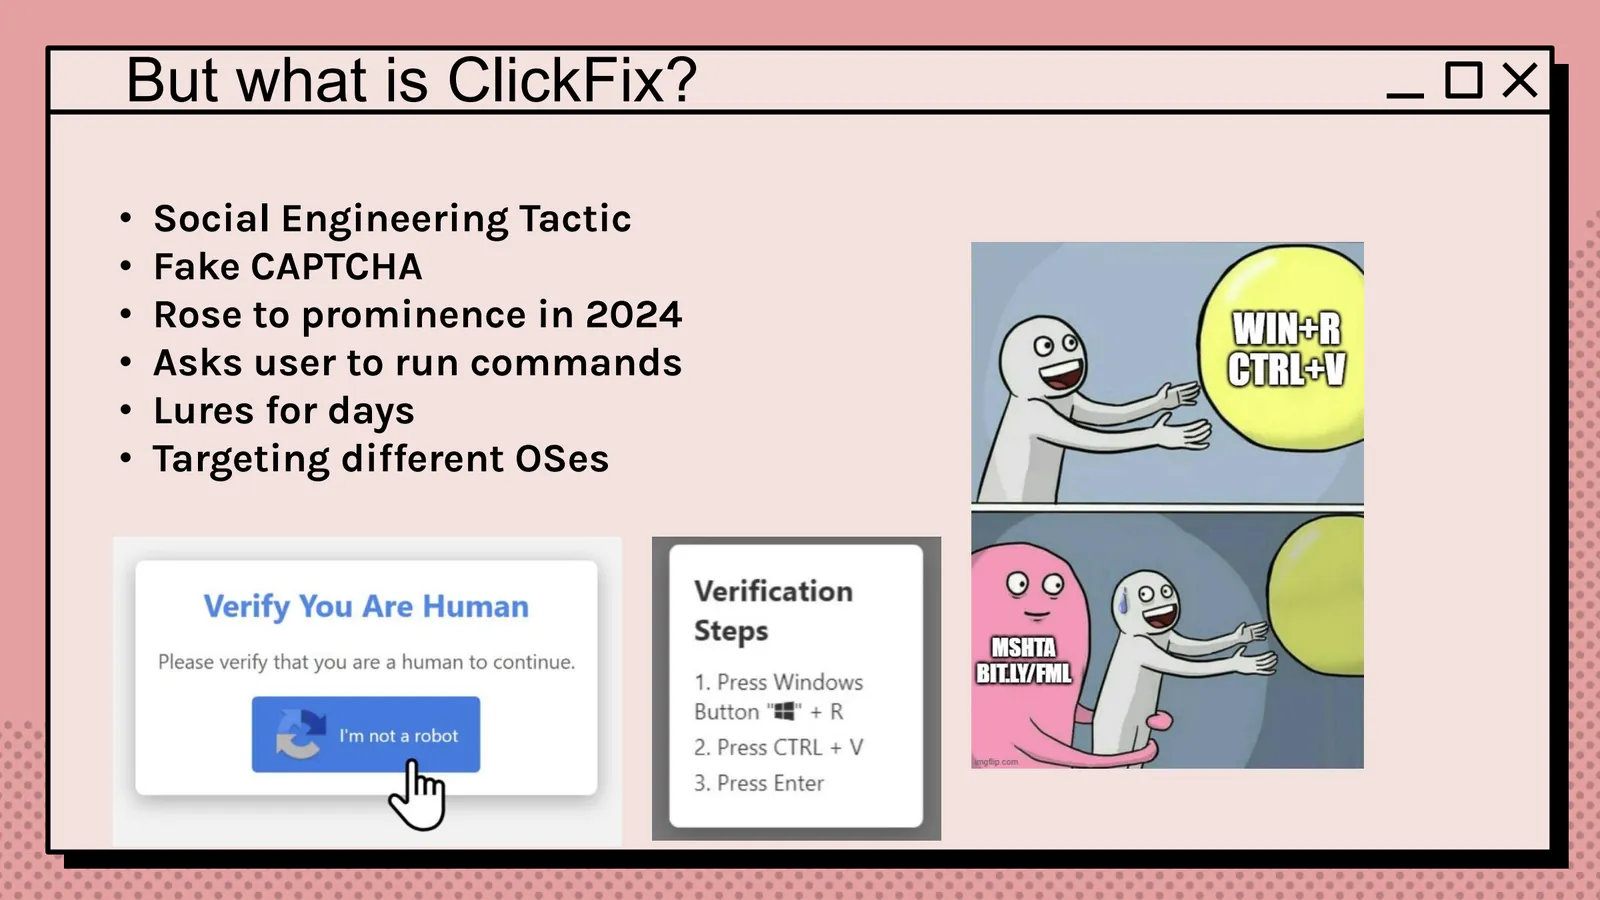 But what is ClickFix?
• Social Engineering Tactic
• Fake CAPTCHA
• Rose to prominence in 2024
• Asks user to run commands
• Lures for days
• Targeting different OSes
Verify You Are Human
Please verify that you are a human to continue.
I'm not a robot
Verification
Steps
1. Press Windows
Button "⊞" + R
2. Press CTRL + V
3. Press Enter
WIN+R
CTRL+V
MSHTA
BIT.LY/FML
imgflip.com